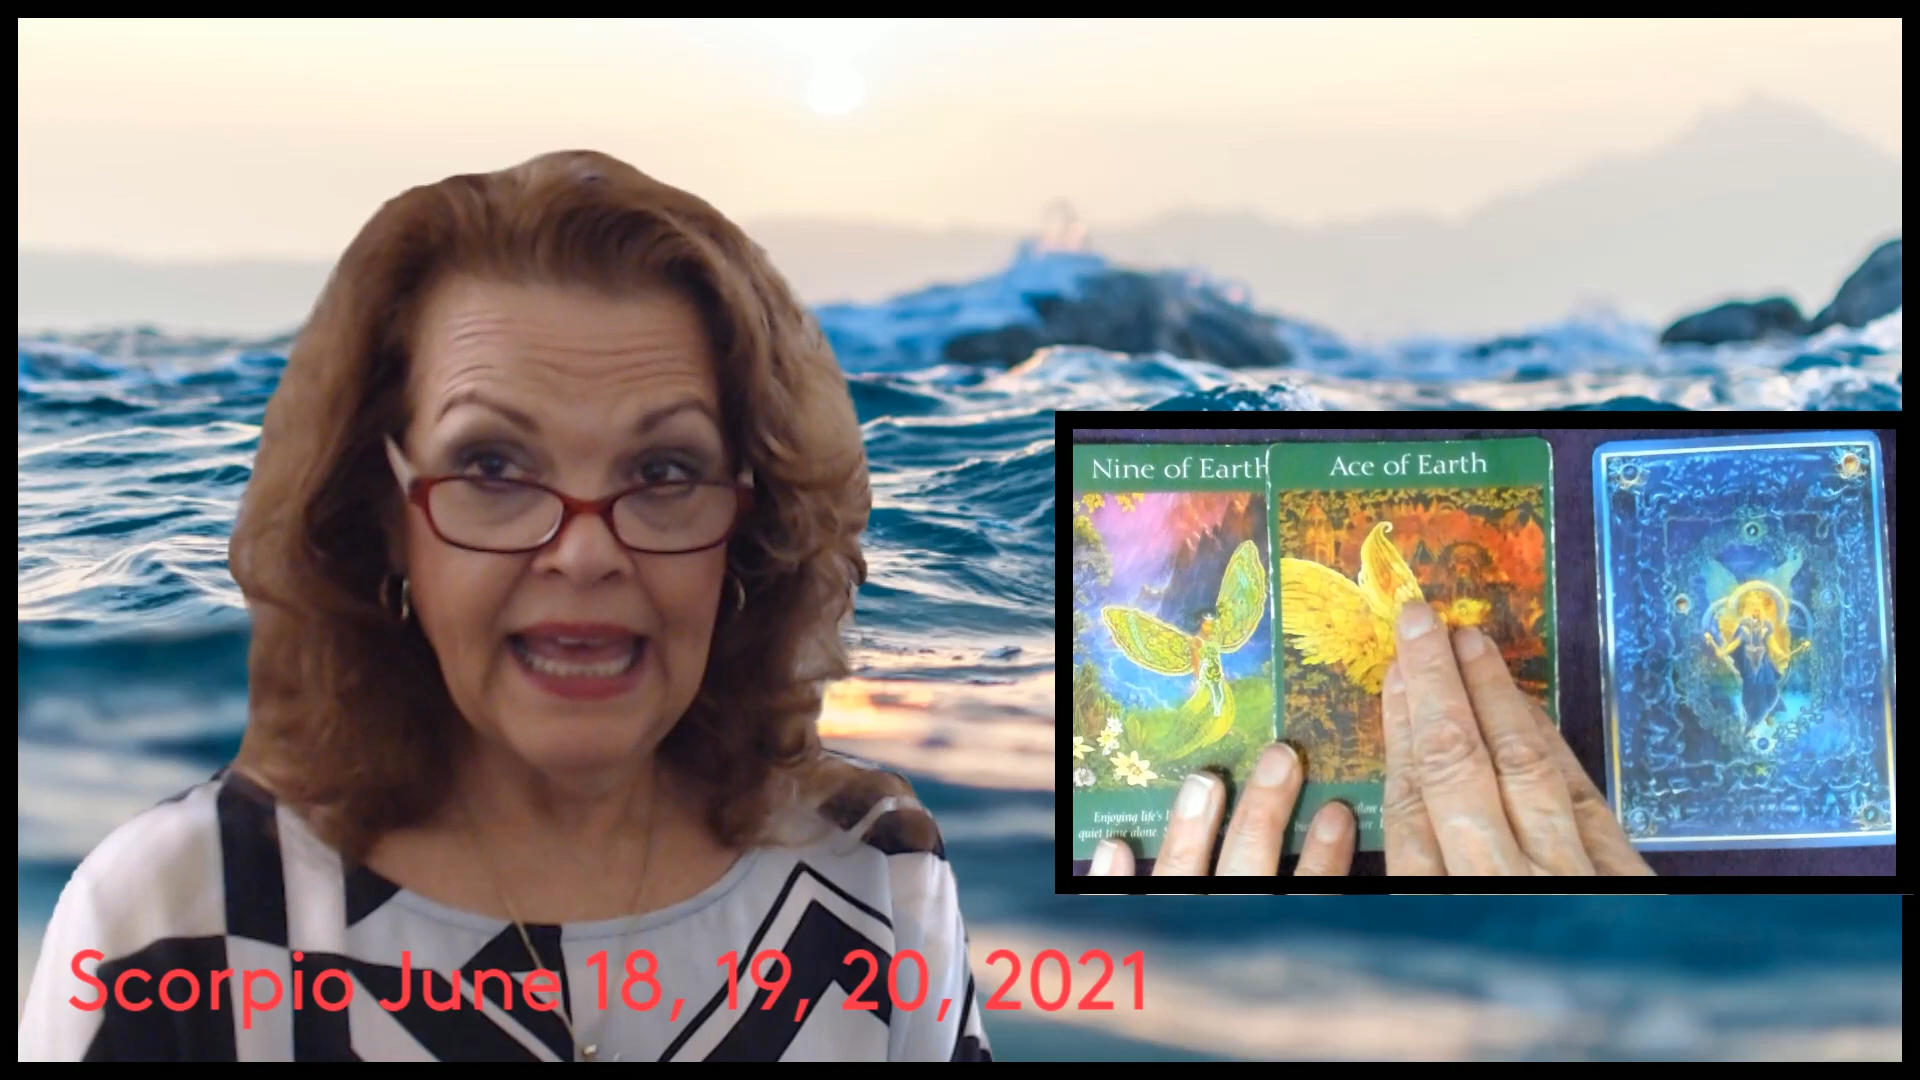 Nine of Earth
Ace of Earth
Enjoying life's
quiet time alone.
Scorpio June 18, 19, 20, 2021